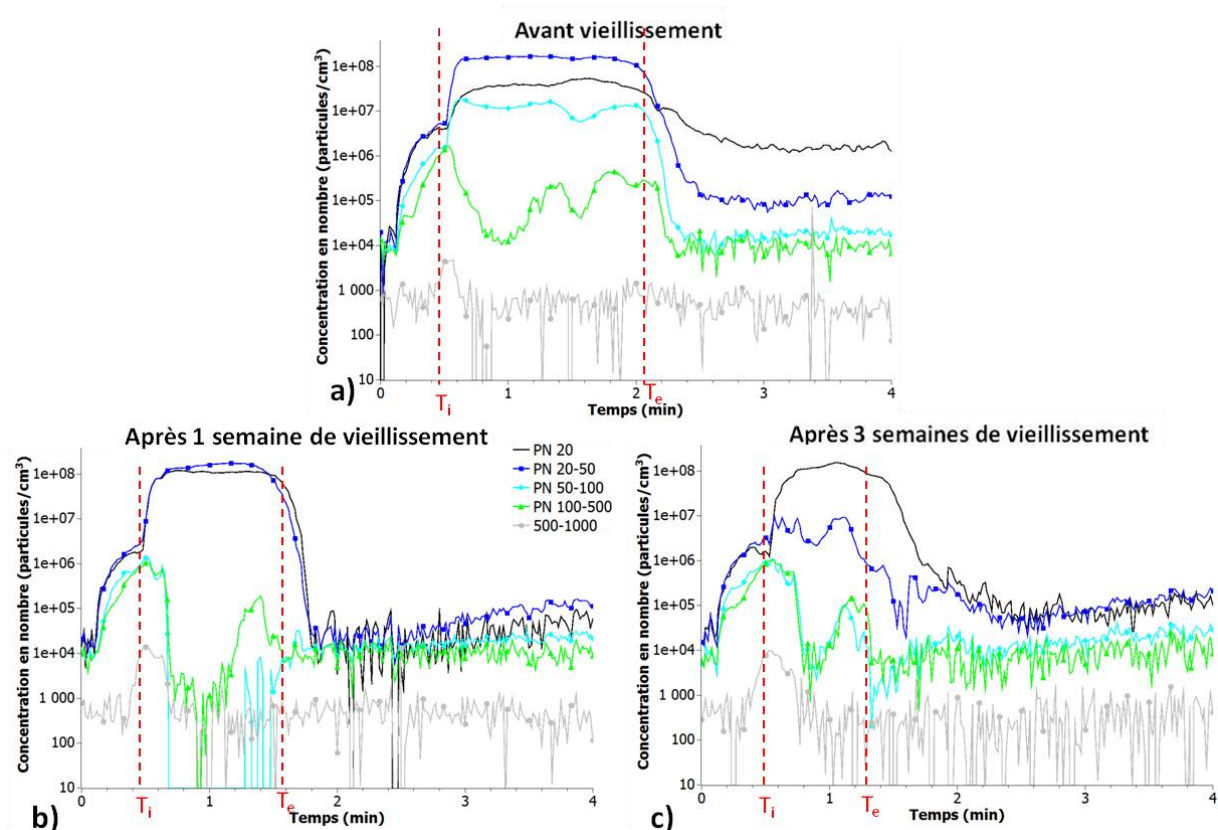 Avant vieillissement
Concentration en nombre (particules/cm³)
1e+08
1e+07
1e+06
1e+05
1e+04
1 000
100
10
0
1
2
3
4
Ti
Te
Temps (min)
a)
Après 1 semaine de vieillissement
Concentration en nombre (particules/cm³)
1e+08
1e+07
1e+06
1e+05
1e+04
1 000
100
10
0
1
2
3
4
Ti
Te
Temps (min)
b)
PN 20
PN 20-50
PN 50-100
PN 100-500
500-1000
Après 3 semaines de vieillissement
Concentration en nombre (particules/cm³)
1e+08
1e+07
1e+06
1e+05
1e+04
1 000
100
10
0
1
2
3
4
Ti
Te
Temps (min)
c)